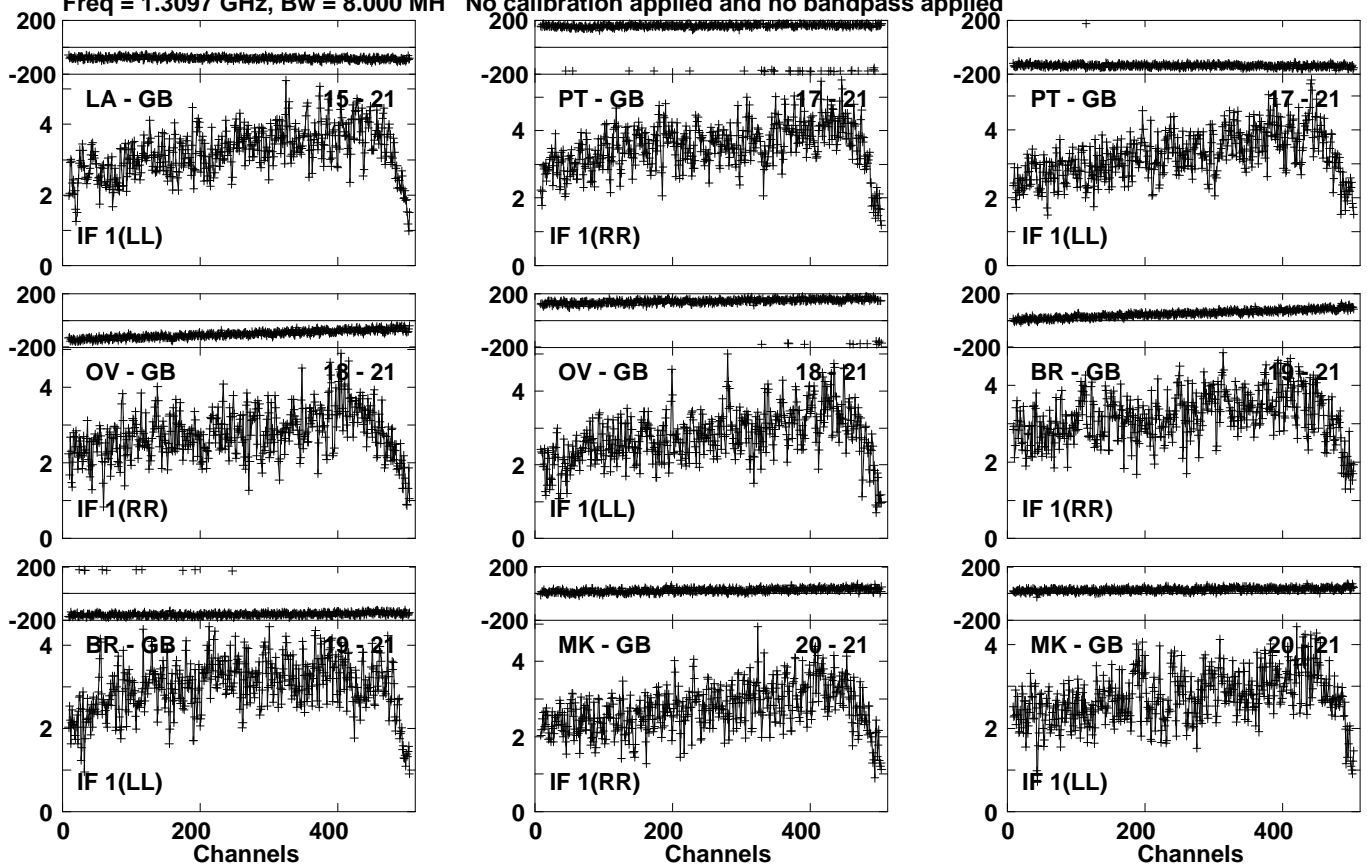 Freq = 1.3097 GHz, Bw = 8.000 MH No calibration applied and no bandpass applied
200
-200
LA - GB 15 - 21
4
2
IF 1(LL)
0
PT - GB 17 - 21
4
2
IF 1(RR)
0
PT - GB 17 - 21
4
2
IF 1(LL)
0
200
-200
OV - GB 18 - 21
4
2
IF 1(RR)
0
200
-200
OV - GB 18 - 21
4
2
IF 1(LL)
0
200
-200
BR - GB 19 - 21
4
2
IF 1(RR)
0
200
-200
BR - GB 19 - 21
4
2
IF 1(LL)
0
200
-200
MK - GB 20 - 21
4
2
IF 1(RR)
0
200
-200
MK - GB 20 - 21
4
2
IF 1(LL)
0
0 200 400
Channels
0 200 400
Channels
0 200 400
Channels